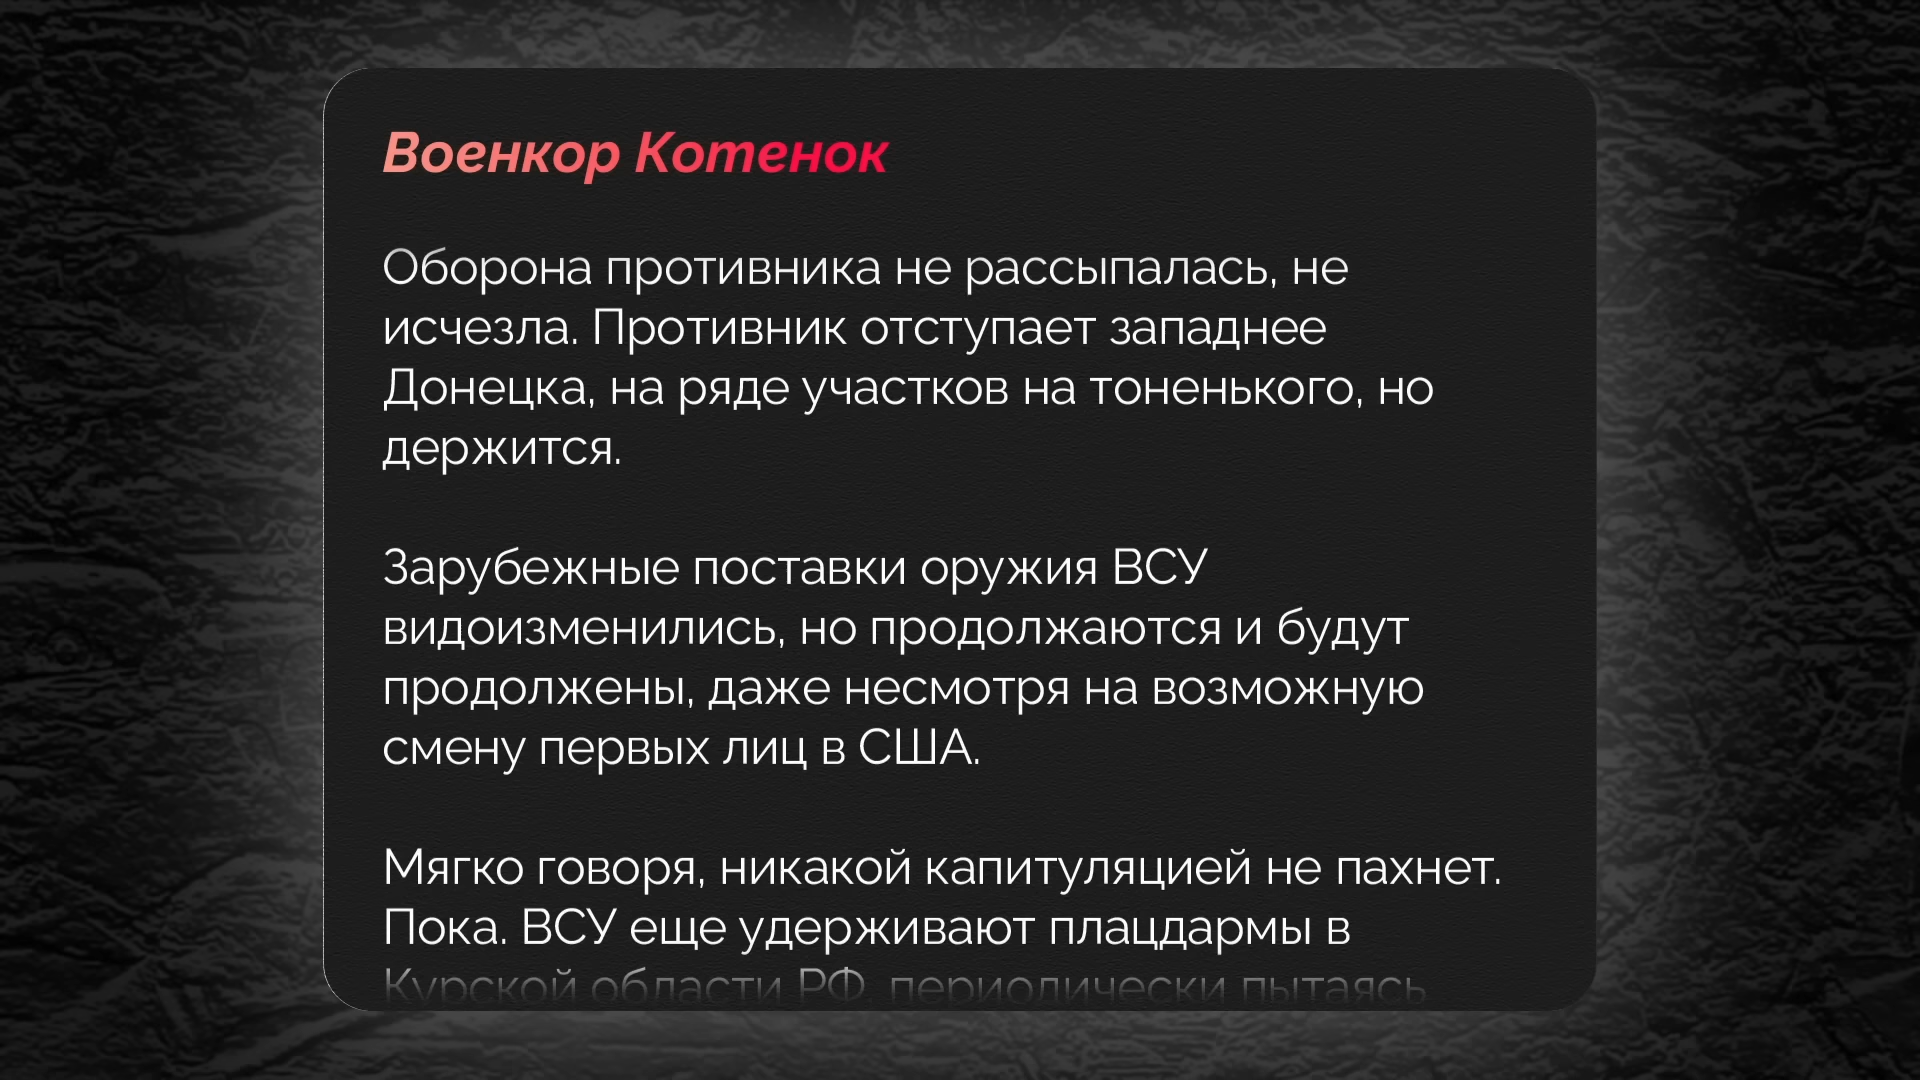 Военкор Котенок
Оборона противника не рассыпалась, не
исчезла. Противник отступает западнее
Донецка, на ряде участков на тоненького, но
держится.
Зарубежные поставки оружия ВСУ
видоизменились, но продолжаются и будут
продолжены, даже несмотря на возможную
смену первых лиц в США.
Мягко говоря, никакой капитуляцией не пахнет.
Пока. ВСУ еще удерживают плацдармы в
Курской области РФ, периодически пытаясь